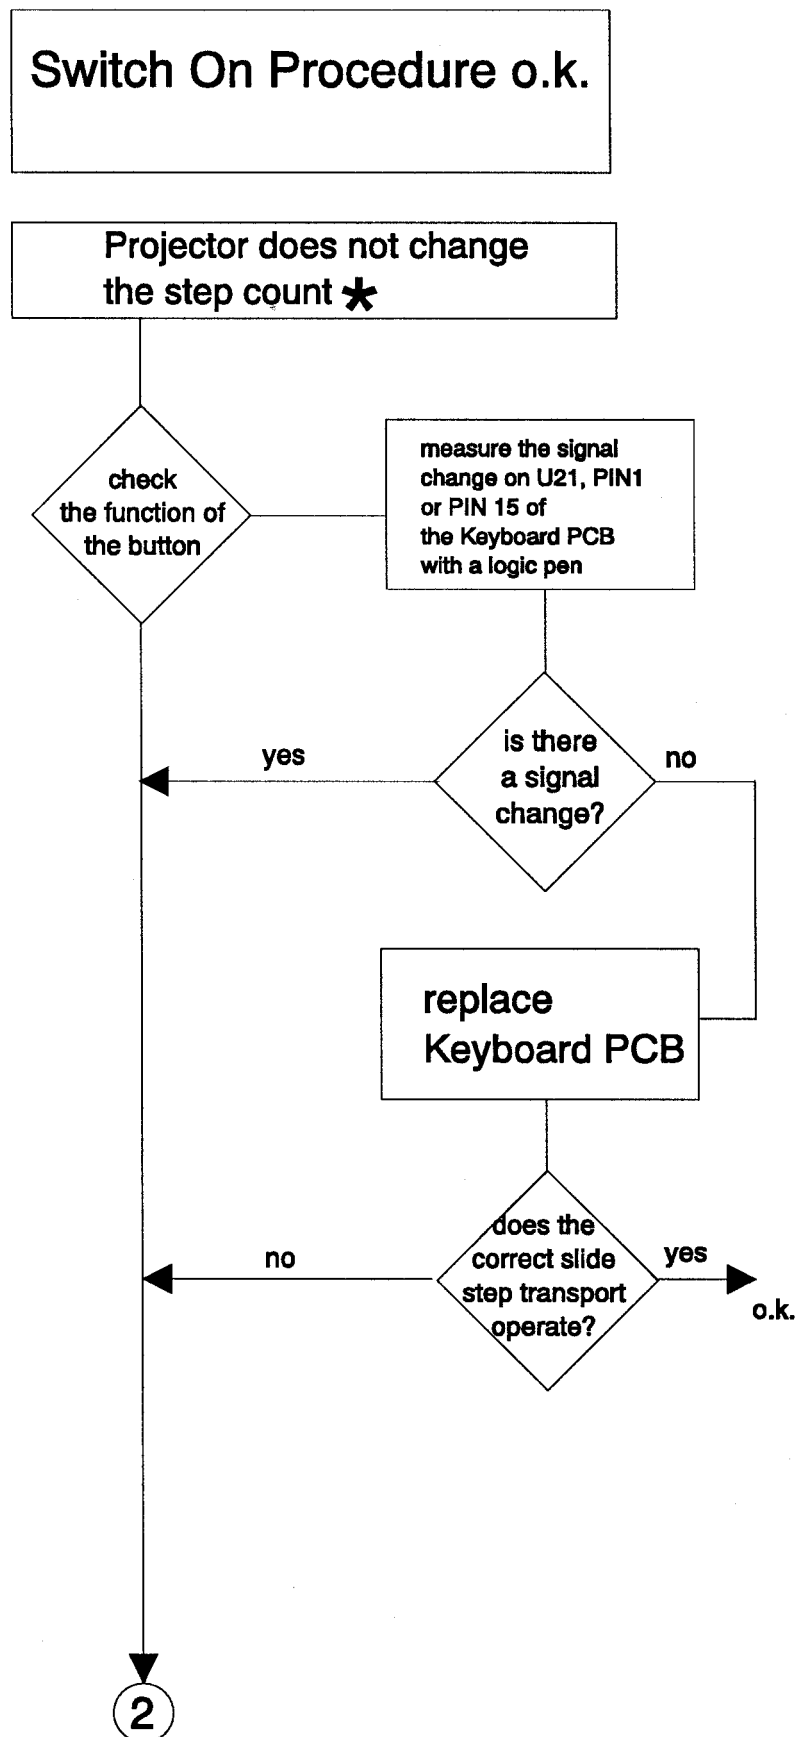 Switch On Procedure o.k.
Projector does not change
the step count *
check
the function of
the button
measure the signal
change on U21, PIN1
or PIN 15 of
the Keyboard PCB
with a logic pen
yes
is there
a signal
change?
no
replace
Keyboard PCB
no
does the
correct slide
step transport
operate?
yes
o.k.
2